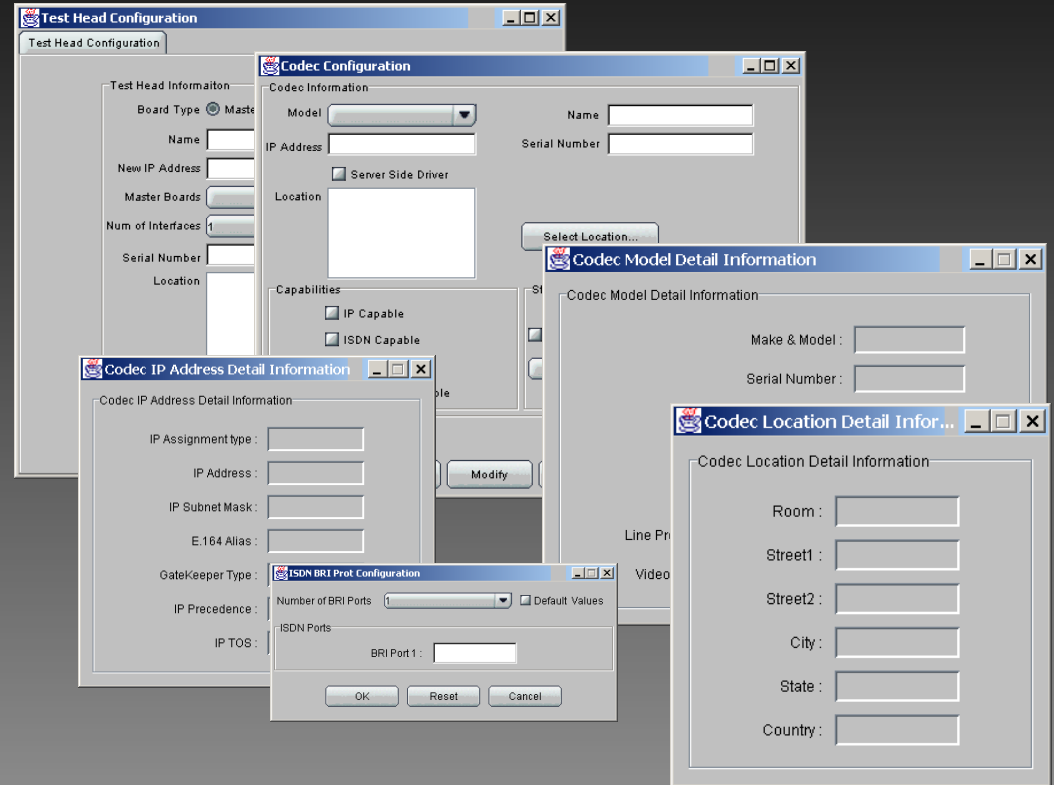 Test Head Configuration
Test Head Configuration
Test Head Informaiton
Board Type
Name
New IP Address
Master Boards
Num of Interfaces 1
Serial Number
Location
Codec Configuration
Codec Information
Model
Name
IP Address
Serial Number
Server Side Driver
Location
Select Location...
Capabilities
IP Capable
ISDN Capable
Modify
Codec Model Detail Information
Codec Model Detail Information
Make & Model :
Serial Number :
Line
Video
Codec IP Address Detail Information
Codec IP Address Detail Information
IP Assignment type :
IP Address :
IP Subnet Mask :
E.164 Alias :
GateKeeper Type :
IP Precedence :
IP TOS :
ISDN BRI Prot Configuration
Number of BRI Ports 1 Default Values
ISDN Ports
BRI Port 1 :
OK Reset Cancel
Codec Location Detail Infor...
Codec Location Detail Information
Room :
Street1 :
Street2 :
City :
State :
Country :